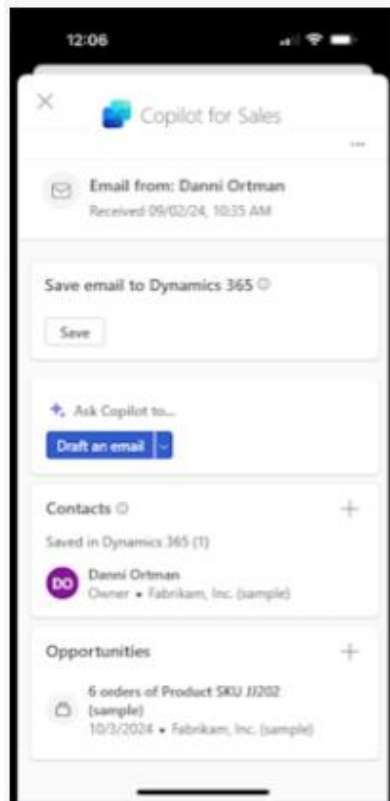 12:06
Copilot for Sales
Email from: Danni Ortman
Received 09/02/24, 10:35 AM
Save email to Dynamics 365
Save
Ask Copilot to...
Draft an email
Contacts
Saved in Dynamics 365 (1)
DO
Danni Ortman
Owner • Fabrikam, Inc. (sample)
Opportunities
6 orders of Product SKU JJ202
(sample)
10/3/2024 • Fabrikam, Inc. (sample)